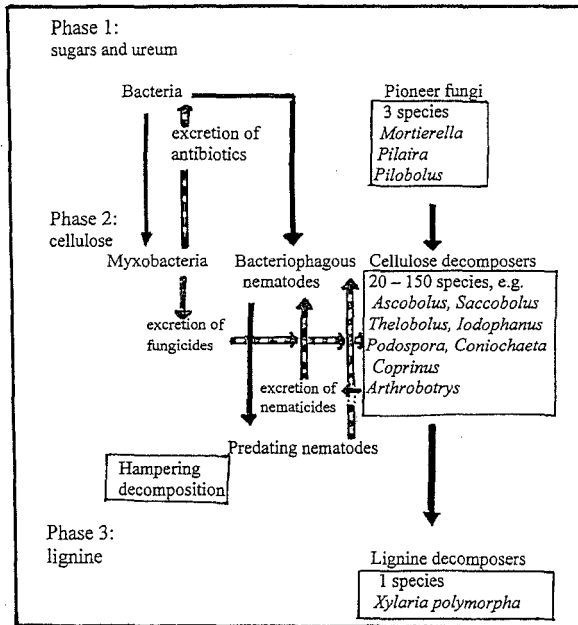 Phase 1:
sugars and ureum
Bacteria
excretion of
antibiotics
Pioneer fungi
3 species
Mortierella
Pilaira
Pilobolus
Phase 2:
cellulose
Myxobacteria
Bacteriophagous
nematodes
Cellulose decomposers
20 – 150 species, e.g.
Ascobolus, Saccobolus
Thelobolus, Iodophanus
Podospora, Coniochaeta
Coprinus
Arthrobotrys
excretion of
fungicides
excretion of
nematicides
Predating nematodes
Hampering
decomposition
Phase 3:
lignine
Lignine decomposers
1 species
Xylaria polymorpha